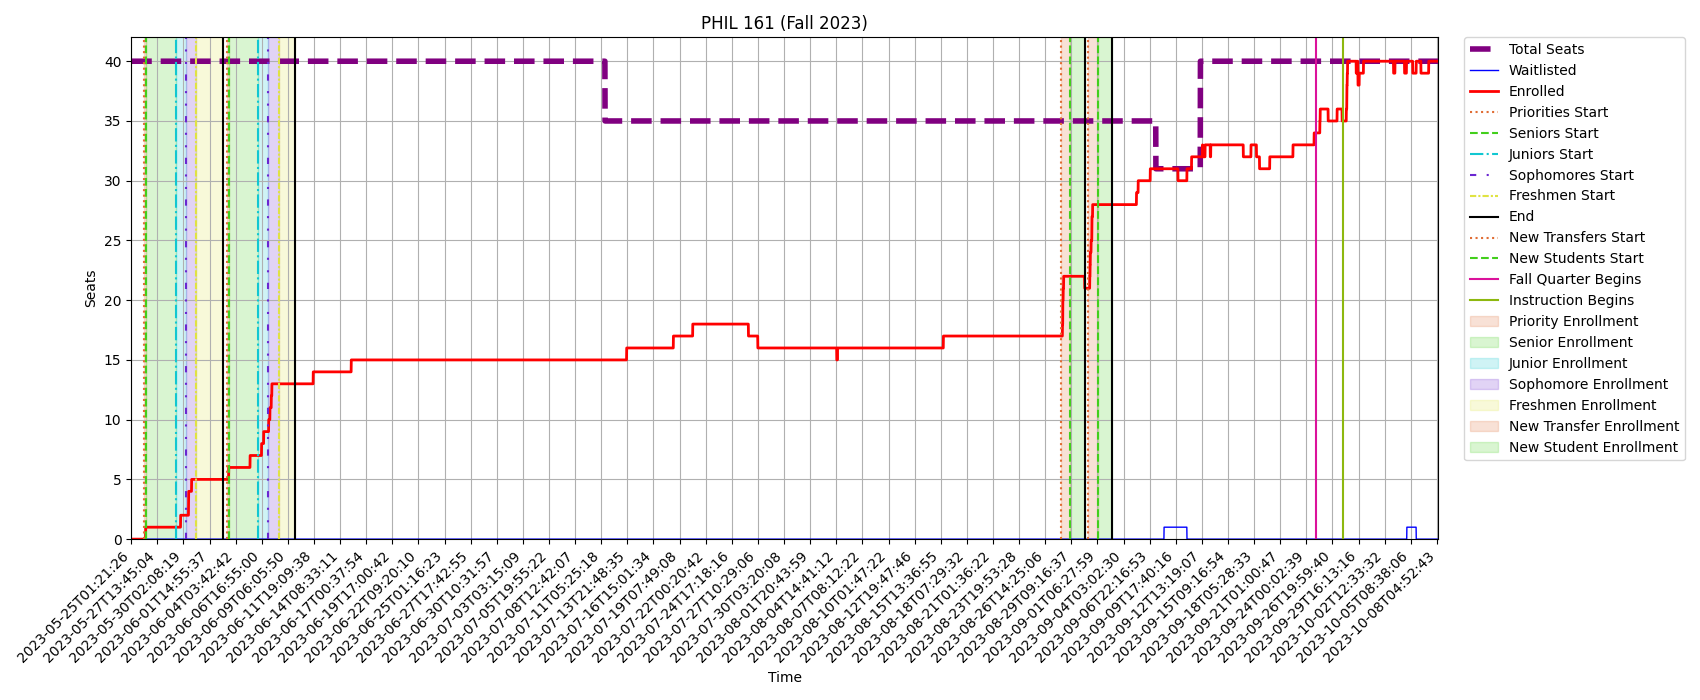 PHIL 161 (Fall 2023)
Seats
40
35
30
25
20
15
10
5
0
2023-05-25T01:21:26
2023-05-27T13:45:04
2023-05-30T02:08:19
2023-06-01T14:55:37
2023-06-04T03:42:42
2023-06-06T16:55:00
2023-06-09T06:05:50
2023-06-11T19:09:38
2023-06-14T08:33:11
2023-06-17T00:37:54
2023-06-19T17:00:42
2023-06-22T09:20:10
2023-06-25T01:16:23
2023-06-27T17:42:55
2023-06-30T10:31:57
2023-07-03T03:15:09
2023-07-05T19:55:22
2023-07-08T12:42:07
2023-07-11T05:25:18
2023-07-13T21:48:35
2023-07-16T15:01:34
2023-07-19T07:49:08
2023-07-22T00:20:42
2023-07-24T17:18:16
2023-07-27T10:29:06
2023-07-30T03:20:08
2023-08-01T20:43:59
2023-08-04T14:41:12
2023-08-07T08:12:22
2023-08-10T01:47:22
2023-08-12T19:47:46
2023-08-15T13:36:55
2023-08-18T07:29:32
2023-08-21T01:36:22
2023-08-23T19:53:28
2023-08-26T14:25:06
2023-08-29T09:16:37
2023-09-01T06:27:59
2023-09-04T03:02:30
2023-09-06T22:16:53
2023-09-09T17:40:16
2023-09-12T13:19:07
2023-09-15T09:16:54
2023-09-18T05:28:33
2023-09-21T01:00:47
2023-09-24T00:02:39
2023-09-26T19:59:40
2023-09-29T16:13:16
2023-10-02T12:33:32
2023-10-05T08:38:06
2023-10-08T04:52:43
Time
Total Seats
Waitlisted
Enrolled
Priorities Start
Seniors Start
Juniors Start
Sophomores Start
Freshmen Start
End
New Transfers Start
New Students Start
Fall Quarter Begins
Instruction Begins
Priority Enrollment
Senior Enrollment
Junior Enrollment
Sophomore Enrollment
Freshmen Enrollment
New Transfer Enrollment
New Student Enrollment